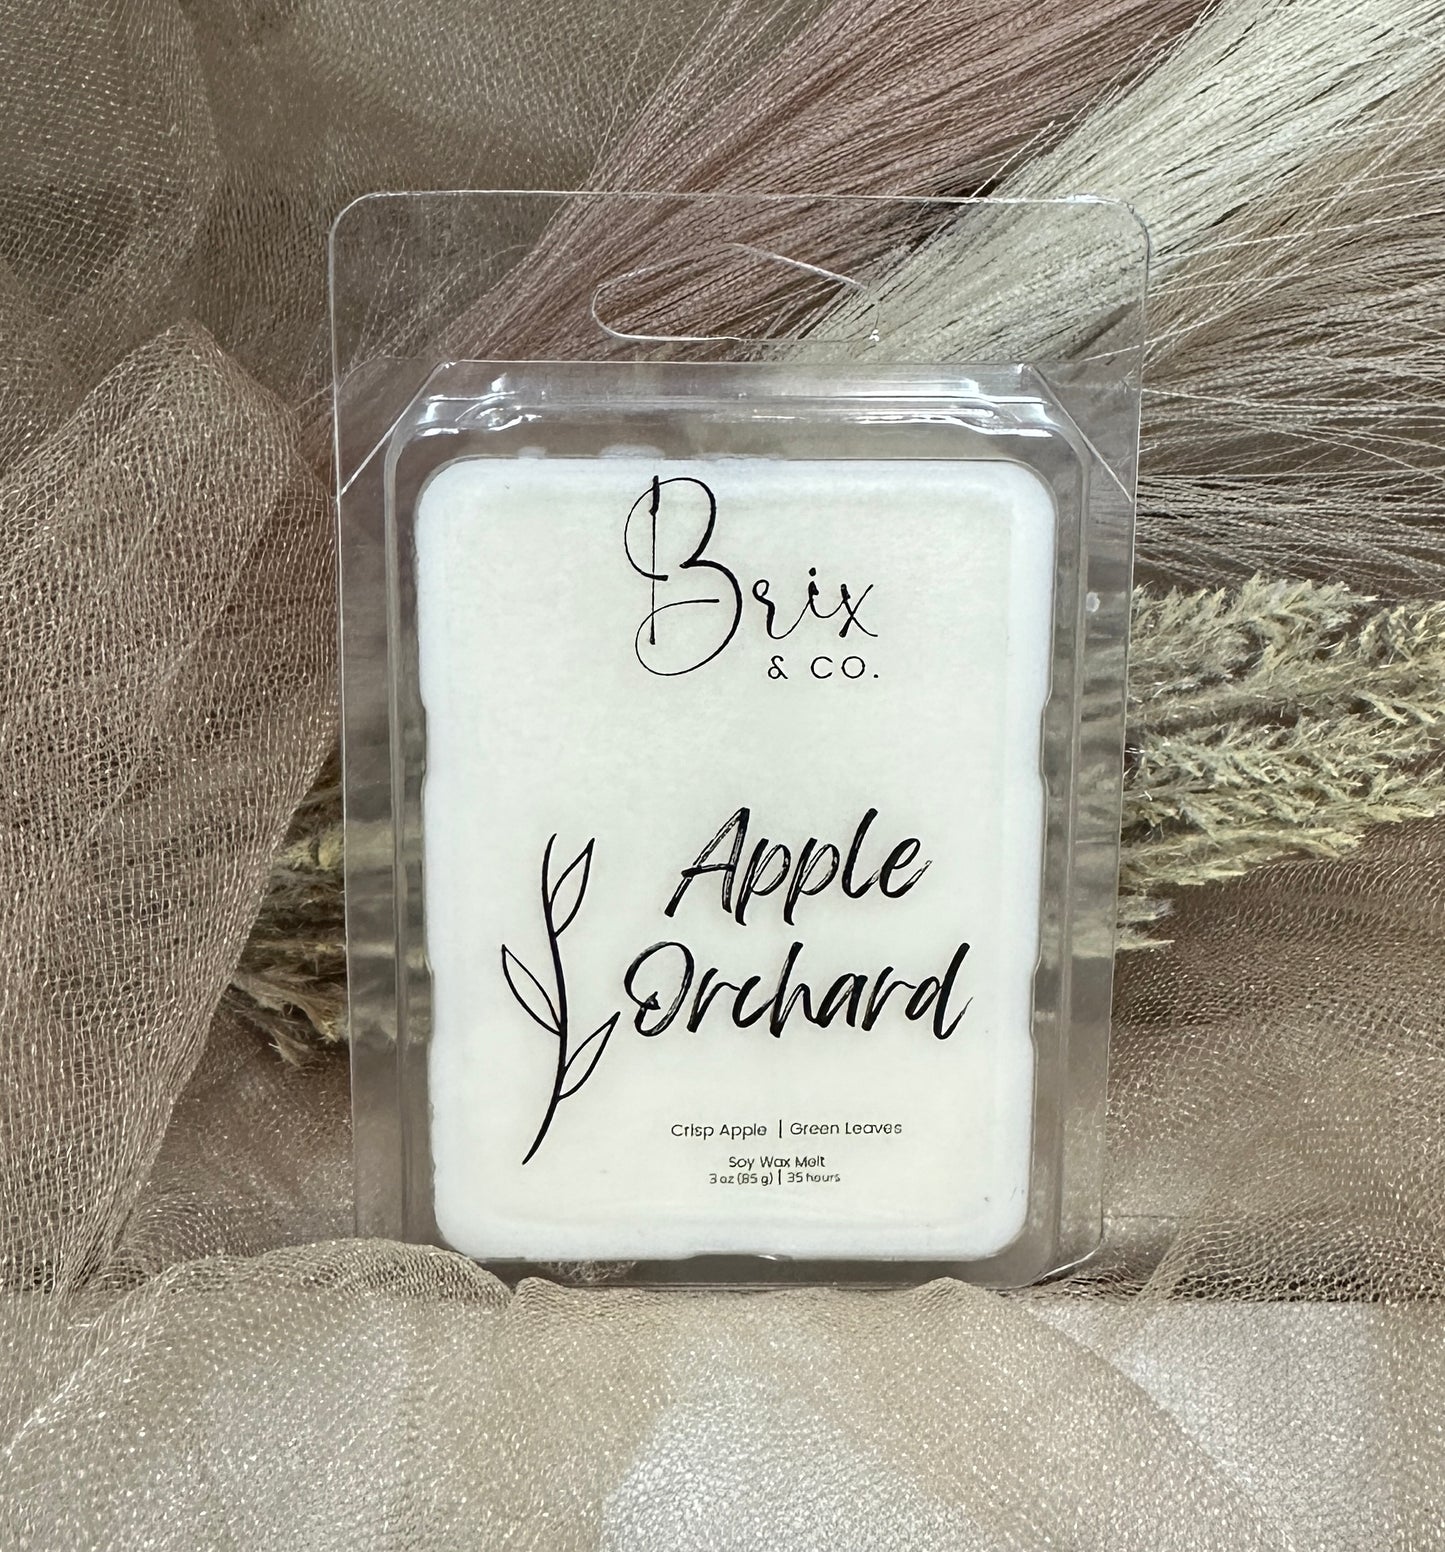 Brix
& CO.
Apple
Orchard
Crisp Apple | Green Leaves
Soy Wax Melt
3 oz (85 g) | 35 hours